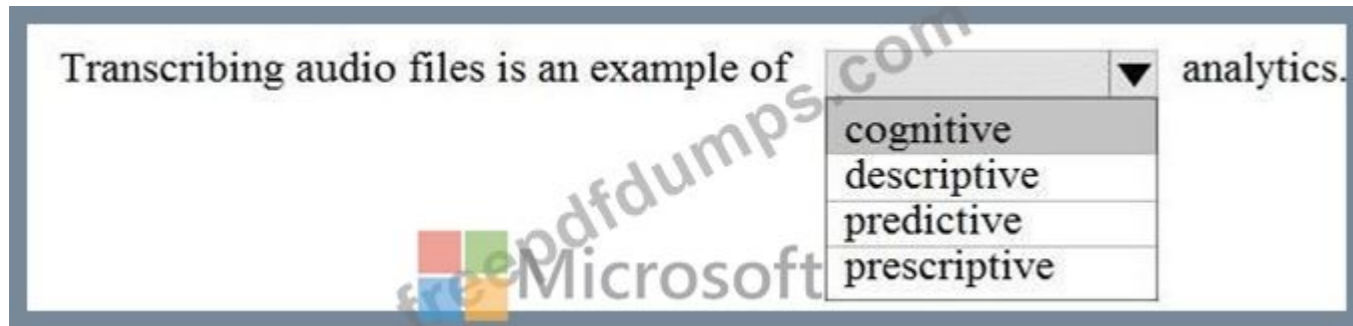 Transcribing audio files is an example of ▼ analytics.
cognitive
descriptive
predictive
prescriptive
freepdfdumps.com
Microsoft